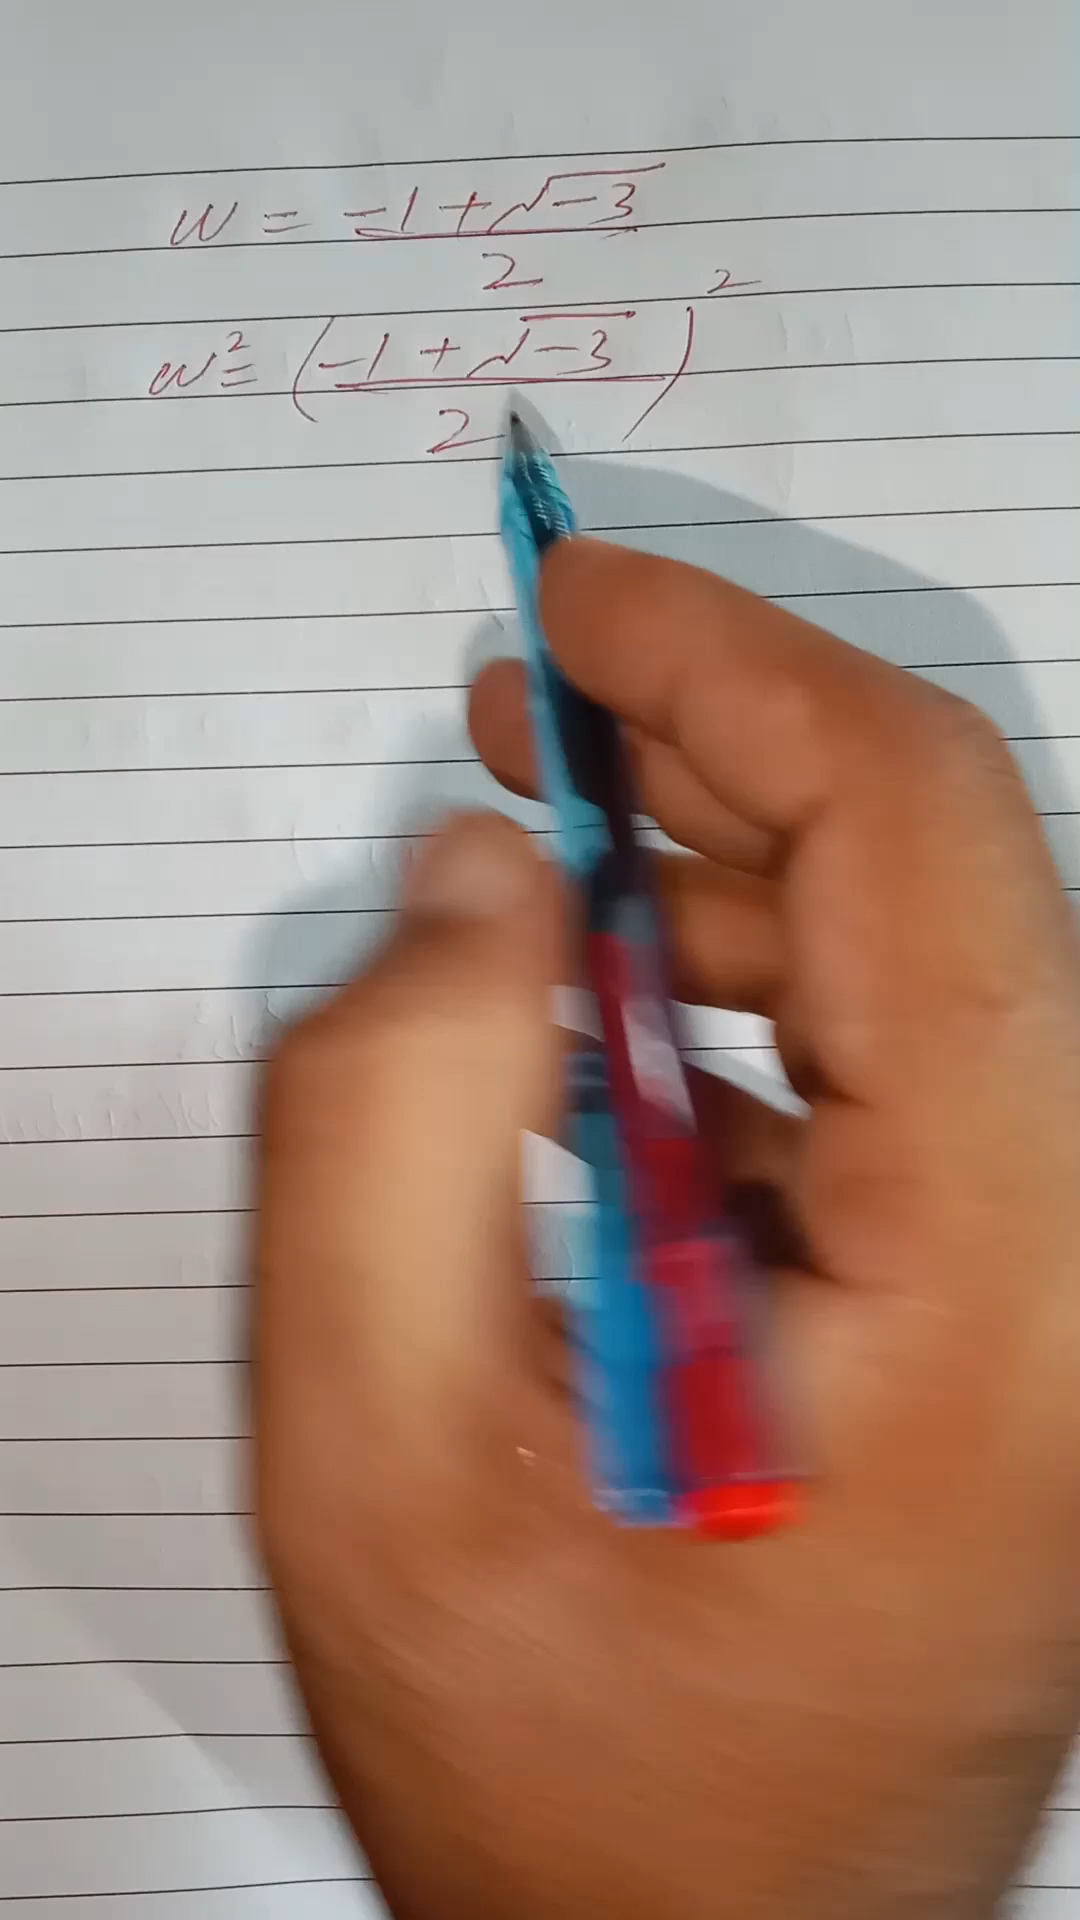 w = (-1+√-3)/2
w² = ((-1+√-3)/2)²